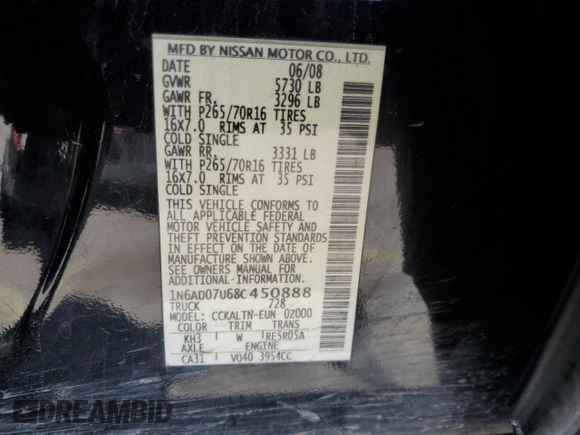 MFD BY NISSAN MOTOR CO., LTD.
DATE 06/08
GVWR 5730 LB
GAWR FR. 3296 LB
WITH P265/70R16 TIRES
16X7.0 RIMS AT 35 PSI
COLD SINGLE
GAWR RR. 3331 LB
WITH P265/70R16 TIRES
16X7.0 RIMS AT 35 PSI
COLD SINGLE
THIS VEHICLE CONFORMS TO
ALL APPLICABLE FEDERAL
MOTOR VEHICLE SAFETY AND
THEFT PREVENTION STANDARDS
IN EFFECT ON THE DATE OF
MANUFACTURE SHOWN ABOVE.
SEE OWNERS MANUAL FOR
ADDITIONAL INFORMATION.
1N6AD07U68C450888
TRUCK 728
MODEL: CCKALTN-EUN 0Z000
COLOR TRIM TRANS
KH3 W RE5R05A
AXLE ENGINE
CA31 VQ40 3954CC
DREAMBID